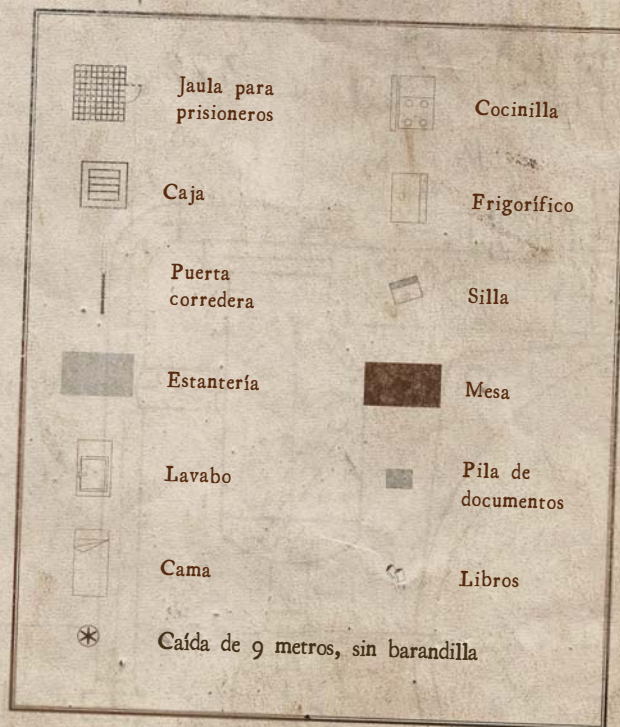 Jaula para
prisioneros
Caja
Puerta
corredera
Estantería
Lavabo
Cama
Cocinilla
Frigorífico
Silla
Mesa
Pila de
documentos
Libros
Caída de 9 metros, sin barandilla